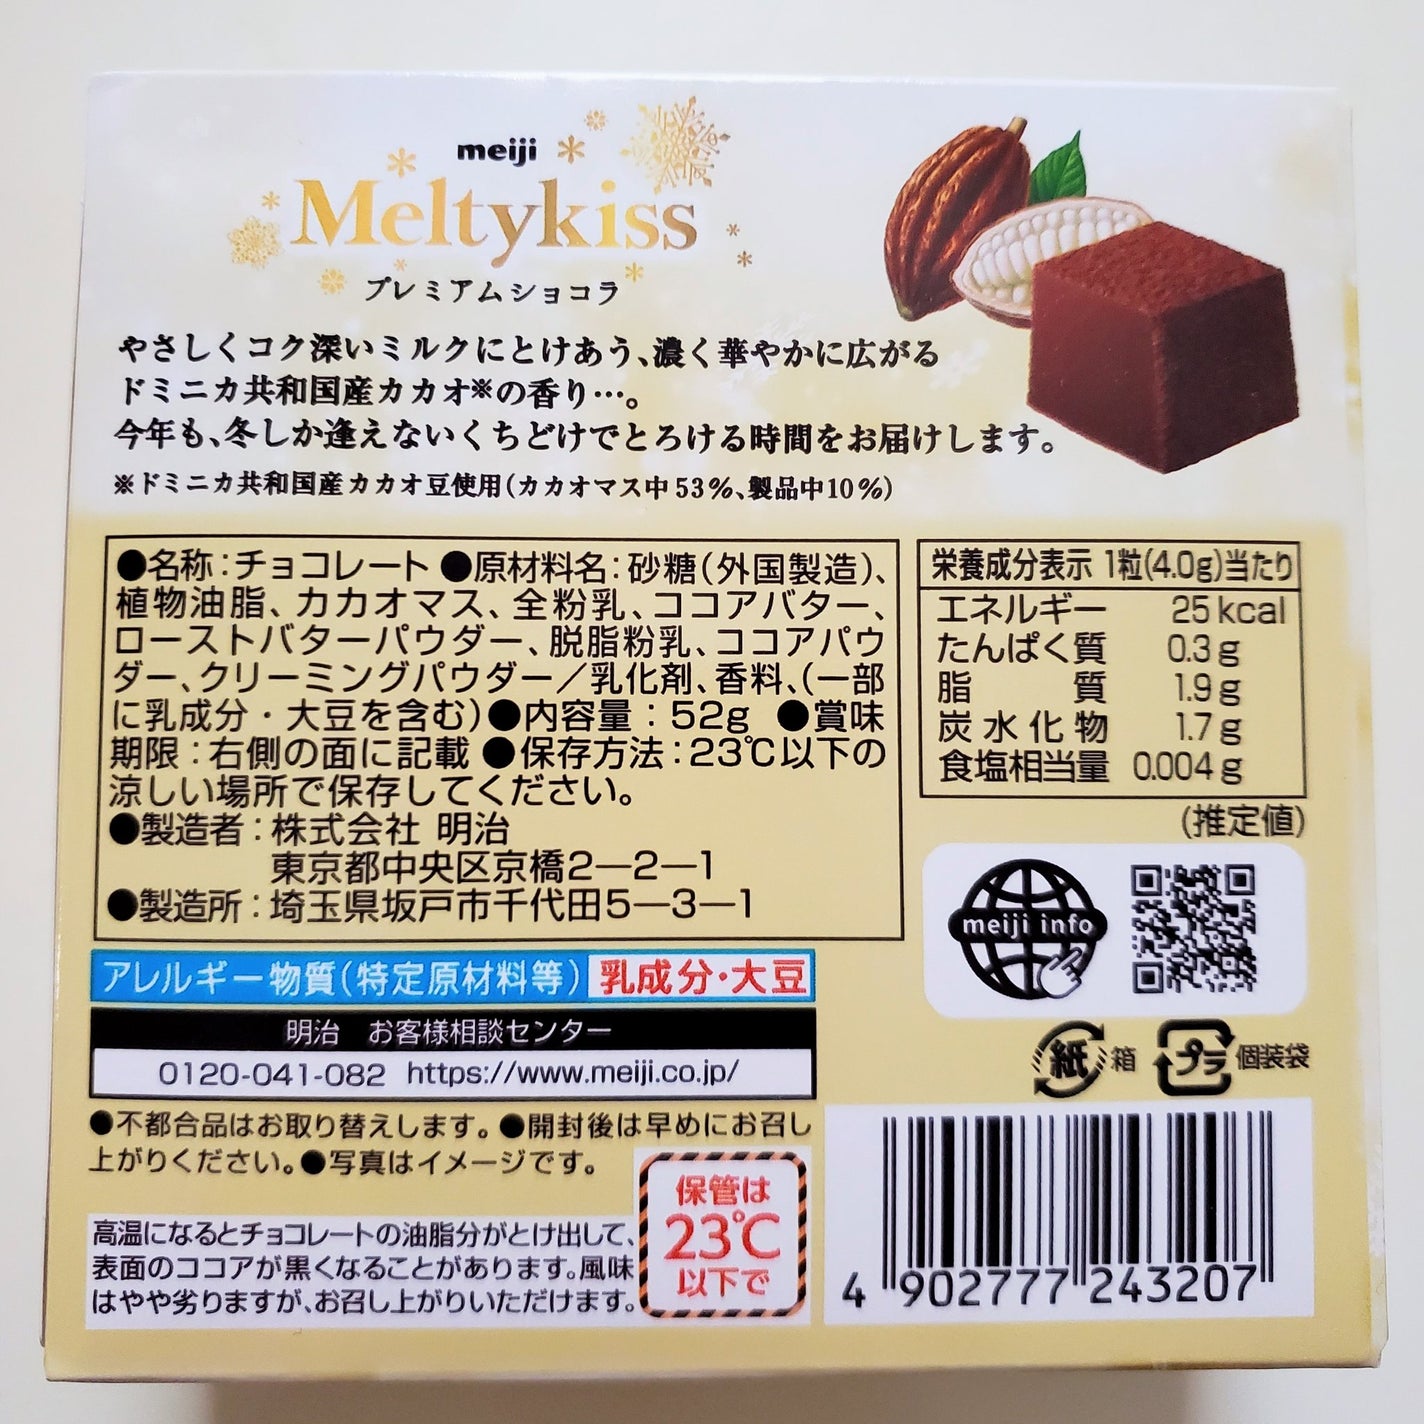 meiji
Meltykiss
プレミアムショコラ
やさしくコク深いミルクにとけあう、濃く華やかに広がる
ドミニカ共和国産カカオ※の香り…。
今年も、冬しか逢えないくちどけでとろける時間をお届けします。
※ドミニカ共和国産カカオ豆使用(カカオマス中53%、製品中10%)
●名称:チョコレート ●原材料名:砂糖(外国製造)、
植物油脂、カカオマス、全粉乳、ココアバター、
ローストバターパウダー、脱脂粉乳、ココアパウ
ダー、クリーミングパウダー/乳化剤、香料、(一部
に乳成分・大豆を含む)●内容量:52g ●賞味
期限:右側の面に記載 ●保存方法:23℃以下の
涼しい場所で保存してください。
●製造者:株式会社 明治
東京都中央区京橋2—2—1
●製造所:埼玉県坂戸市千代田5—3—1
栄養成分表示 1粒(4.0g)当たり
エネルギー 25kcal
たんぱく質 0.3g
脂質 1.9g
炭水化物 1.7g
食塩相当量 0.004g
(推定値)
meiji info
アレルギー物質(特定原材料等) 乳成分・大豆
明治 お客様相談センター
0120-041-082 https://www.meiji.co.jp/
紙 箱 プラ 個装袋
●不都合品はお取り替えします。●開封後は早めにお召し
上がりください。●写真はイメージです。
高温になるとチョコレートの油脂分がとけ出して、
表面のココアが黒くなることがあります。風味
はやや劣りますが、お召し上がりいただけます。
保管は
23℃
以下で
4 902777 243207